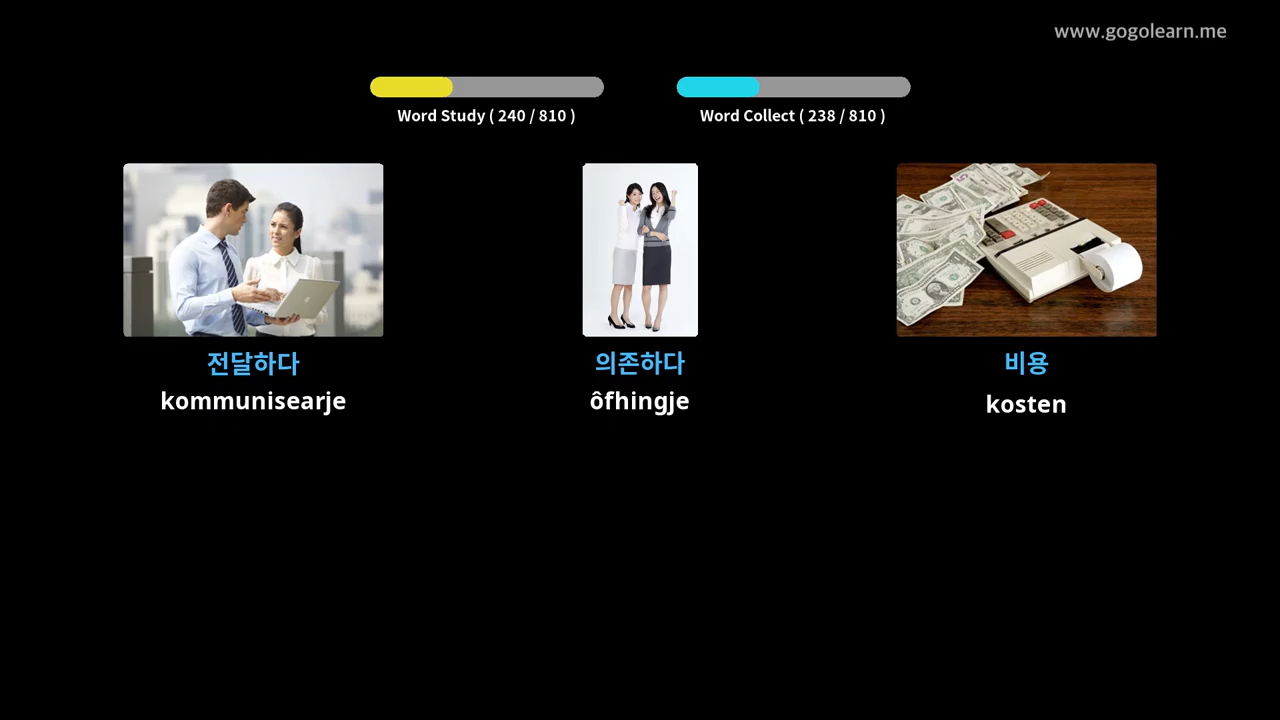 www.gogolearn.me
Word Study ( 240 / 810 )
Word Collect ( 238 / 810 )
전달하다
kommunisearje
의존하다
ôfhingje
비용
kosten